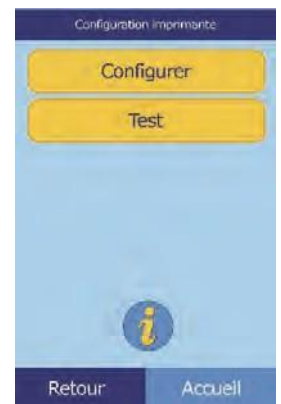 Configuration imprimante
Configurer
Test
i
Retour Accueil